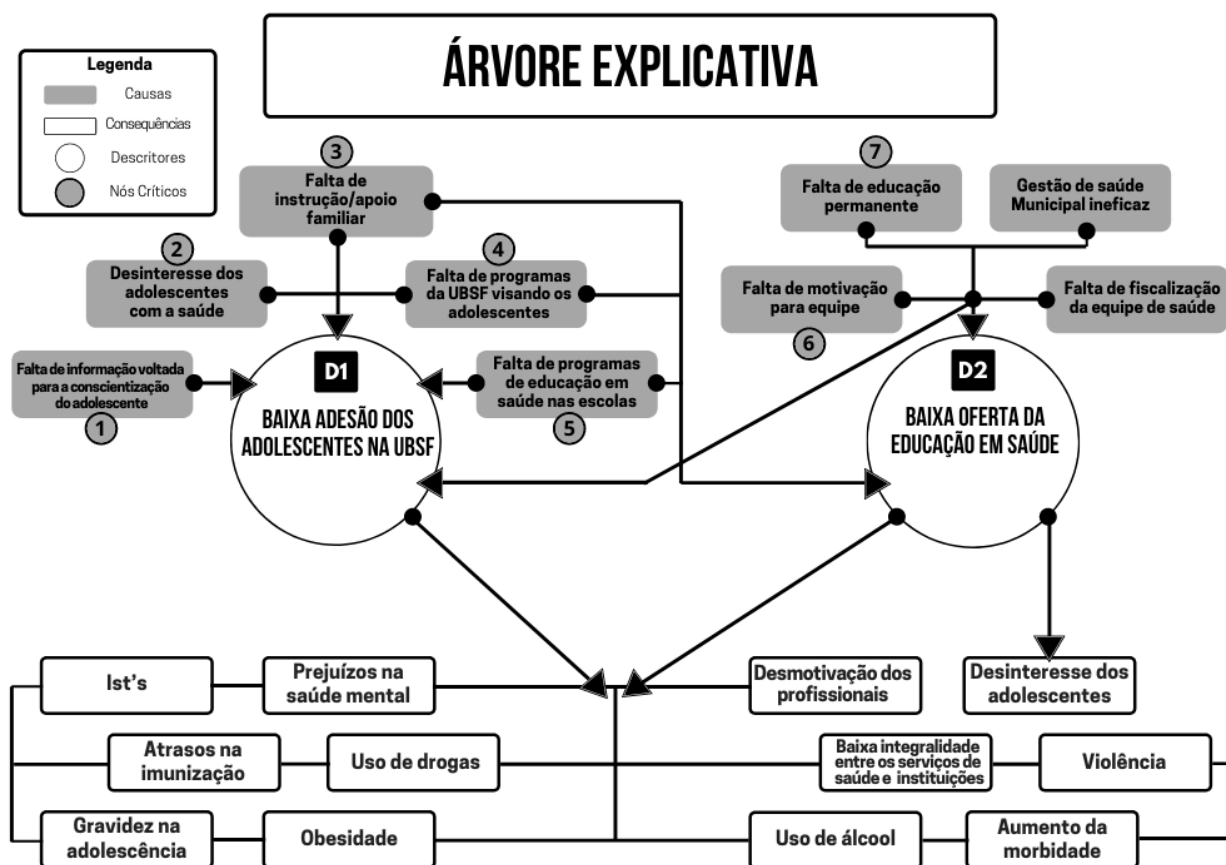 ÁRVORE EXPLICATIVA
Legenda
Causas
Consequências
Descritores
Nós Críticos
3
Falta de
instrução/apoio
familiar
7
Falta de educação
permanente
Gestão de saúde
Municipal ineficaz
2
Desinteresse dos
adolescentes
com a saúde
4
Falta de programas
da UBSF visando os
adolescentes
Falta de motivação
para equipe
6
Falta de fiscalização
da equipe de saúde
Falta de informação voltada
para a conscientização
do adolescente
1
D1
BAIXA ADESÃO DOS
ADOLESCENTES NA UBSF
Falta de programas
de educação em
saúde nas escolas
5
D2
BAIXA OFERTA DA
EDUCAÇÃO EM SAÚDE
Ist's
Prejuízos na
saúde mental
Desmotivação dos
profissionais
Desinteresse dos
adolescentes
Atrasos na
imunização
Uso de drogas
Baixa integralidade
entre os serviços de
saúde e instituições
Violência
Gravidez na
adolescência
Obesidade
Uso de álcool
Aumento da
morbidade